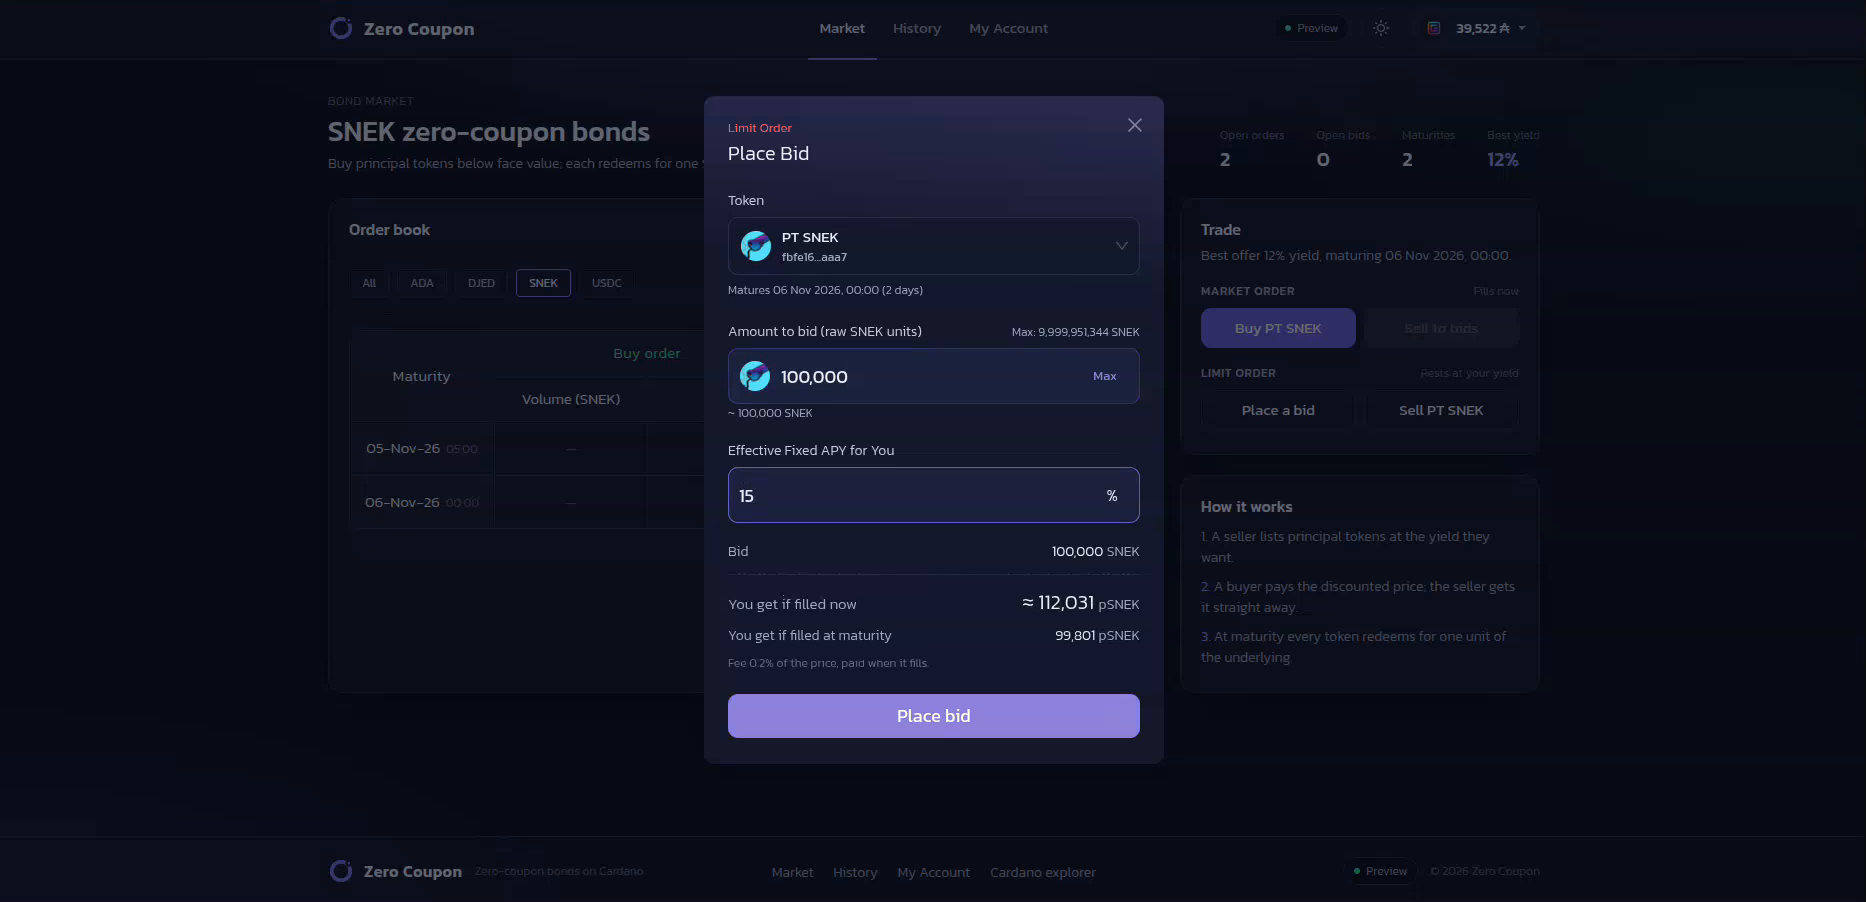 Zero Coupon
Market
History
My Account
Preview
39,522 ₳
BOND MARKET
SNEK zero-coupon bonds
Buy principal tokens below face value; each redeems for one
Open orders
Open bids
Maturities
Best yield
2
0
2
12%
Order book
All
ADA
DJED
SNEK
USDC
Maturity
Buy order
Volume (SNEK)
05-Nov-26 05:00
—
06-Nov-26 00:00
—
Limit Order
Place Bid
Token
PT SNEK
fbfe16...aaa7
Matures 06 Nov 2026, 00:00 (2 days)
Amount to bid (raw SNEK units)
Max: 9,999,951,344 SNEK
100,000
Max
~ 100,000 SNEK
Effective Fixed APY for You
15
%
Bid
100,000 SNEK
You get if filled now
≈ 112,031 pSNEK
You get if filled at maturity
99,801 pSNEK
Fee 0.2% of the price, paid when it fills.
Place bid
Trade
Best offer 12% yield, maturing 06 Nov 2026, 00:00.
MARKET ORDER
Fills now
Buy PT SNEK
Sell to bids
LIMIT ORDER
Rests at your yield
Place a bid
Sell PT SNEK
How it works
1. A seller lists principal tokens at the yield they
want.
2. A buyer pays the discounted price; the seller gets
it straight away.
3. At maturity every token redeems for one unit of
the underlying.
Zero Coupon
Zero-coupon bonds on Cardano
Market
History
My Account
Cardano explorer
Preview
© 2026 Zero Coupon